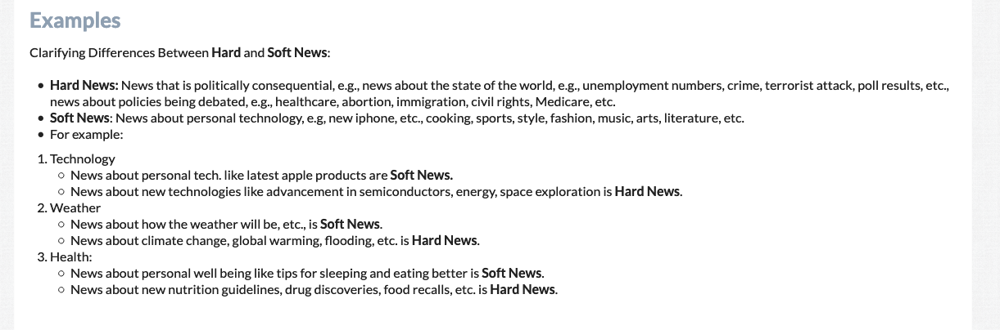 Examples
Clarifying Differences Between Hard and Soft News:
• Hard News: News that is politically consequential, e.g., news about the state of the world, e.g., unemployment numbers, crime, terrorist attack, poll results, etc.,
news about policies being debated, e.g., healthcare, abortion, immigration, civil rights, Medicare, etc.
• Soft News: News about personal technology, e.g, new iphone, etc., cooking, sports, style, fashion, music, arts, literature, etc.
• For example:
1. Technology
○ News about personal tech. like latest apple products are Soft News.
○ News about new technologies like advancement in semiconductors, energy, space exploration is Hard News.
2. Weather
○ News about how the weather will be, etc., is Soft News.
○ News about climate change, global warming, flooding, etc. is Hard News.
3. Health:
○ News about personal well being like tips for sleeping and eating better is Soft News.
○ News about new nutrition guidelines, drug discoveries, food recalls, etc. is Hard News.